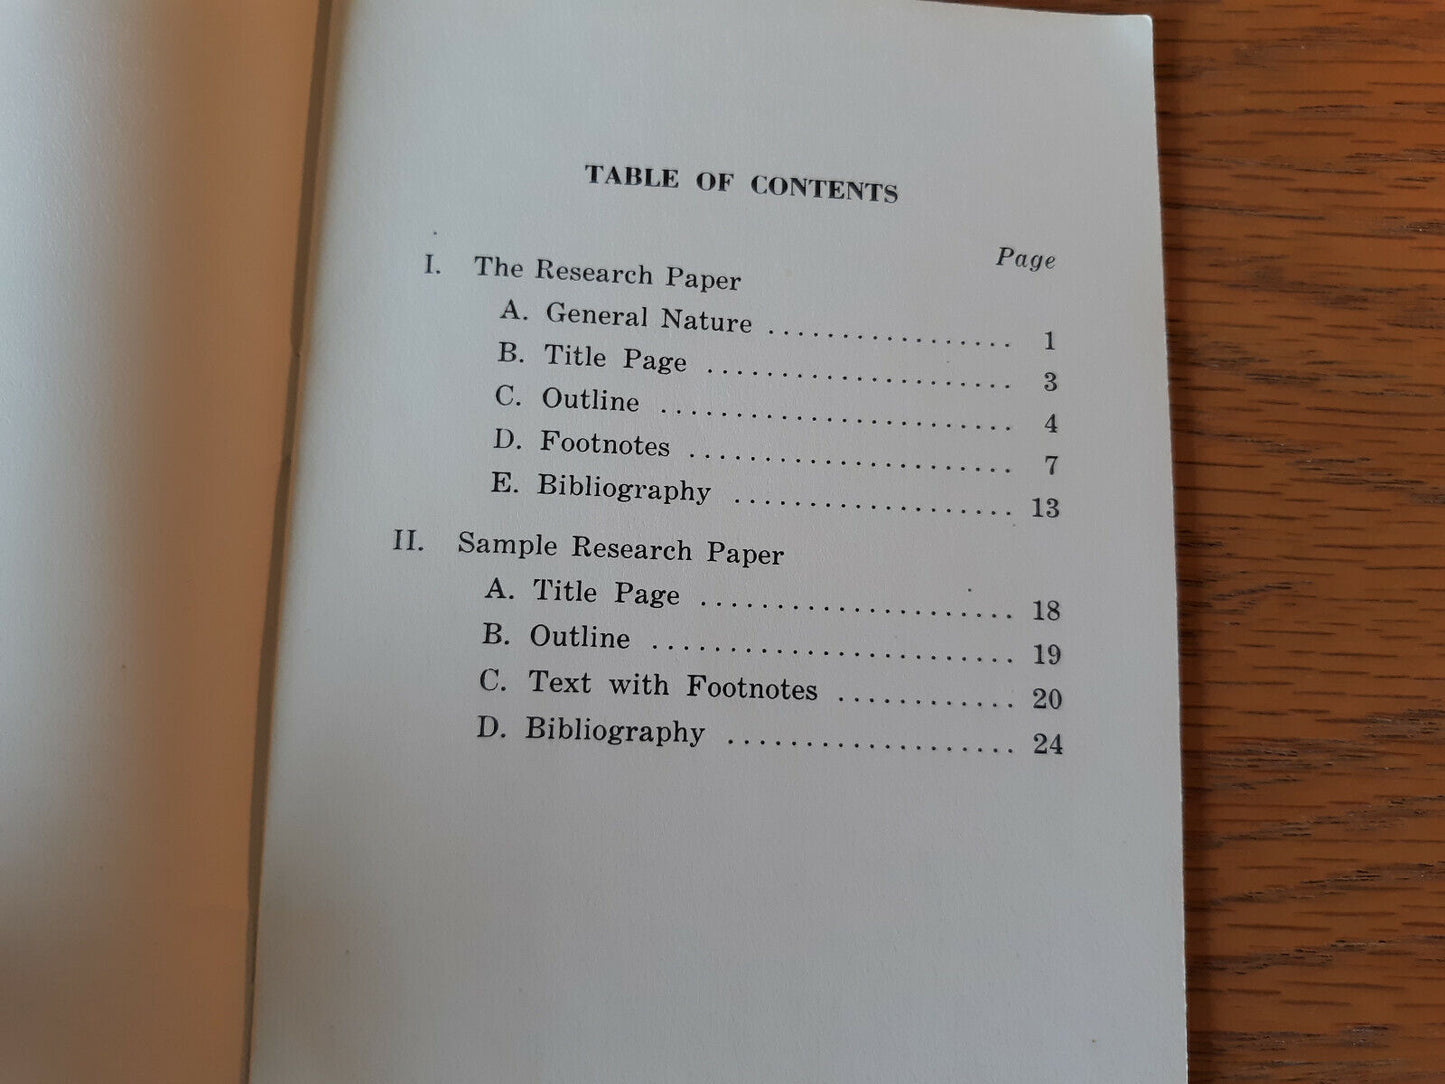 TABLE OF CONTENTS
Page
I. The Research Paper
A. General Nature ................. 1
B. Title Page ..................... 3
C. Outline ........................ 4
D. Footnotes ...................... 7
E. Bibliography ................... 13
II. Sample Research Paper
A. Title Page ..................... 18
B. Outline ........................ 19
C. Text with Footnotes ............ 20
D. Bibliography ................... 24